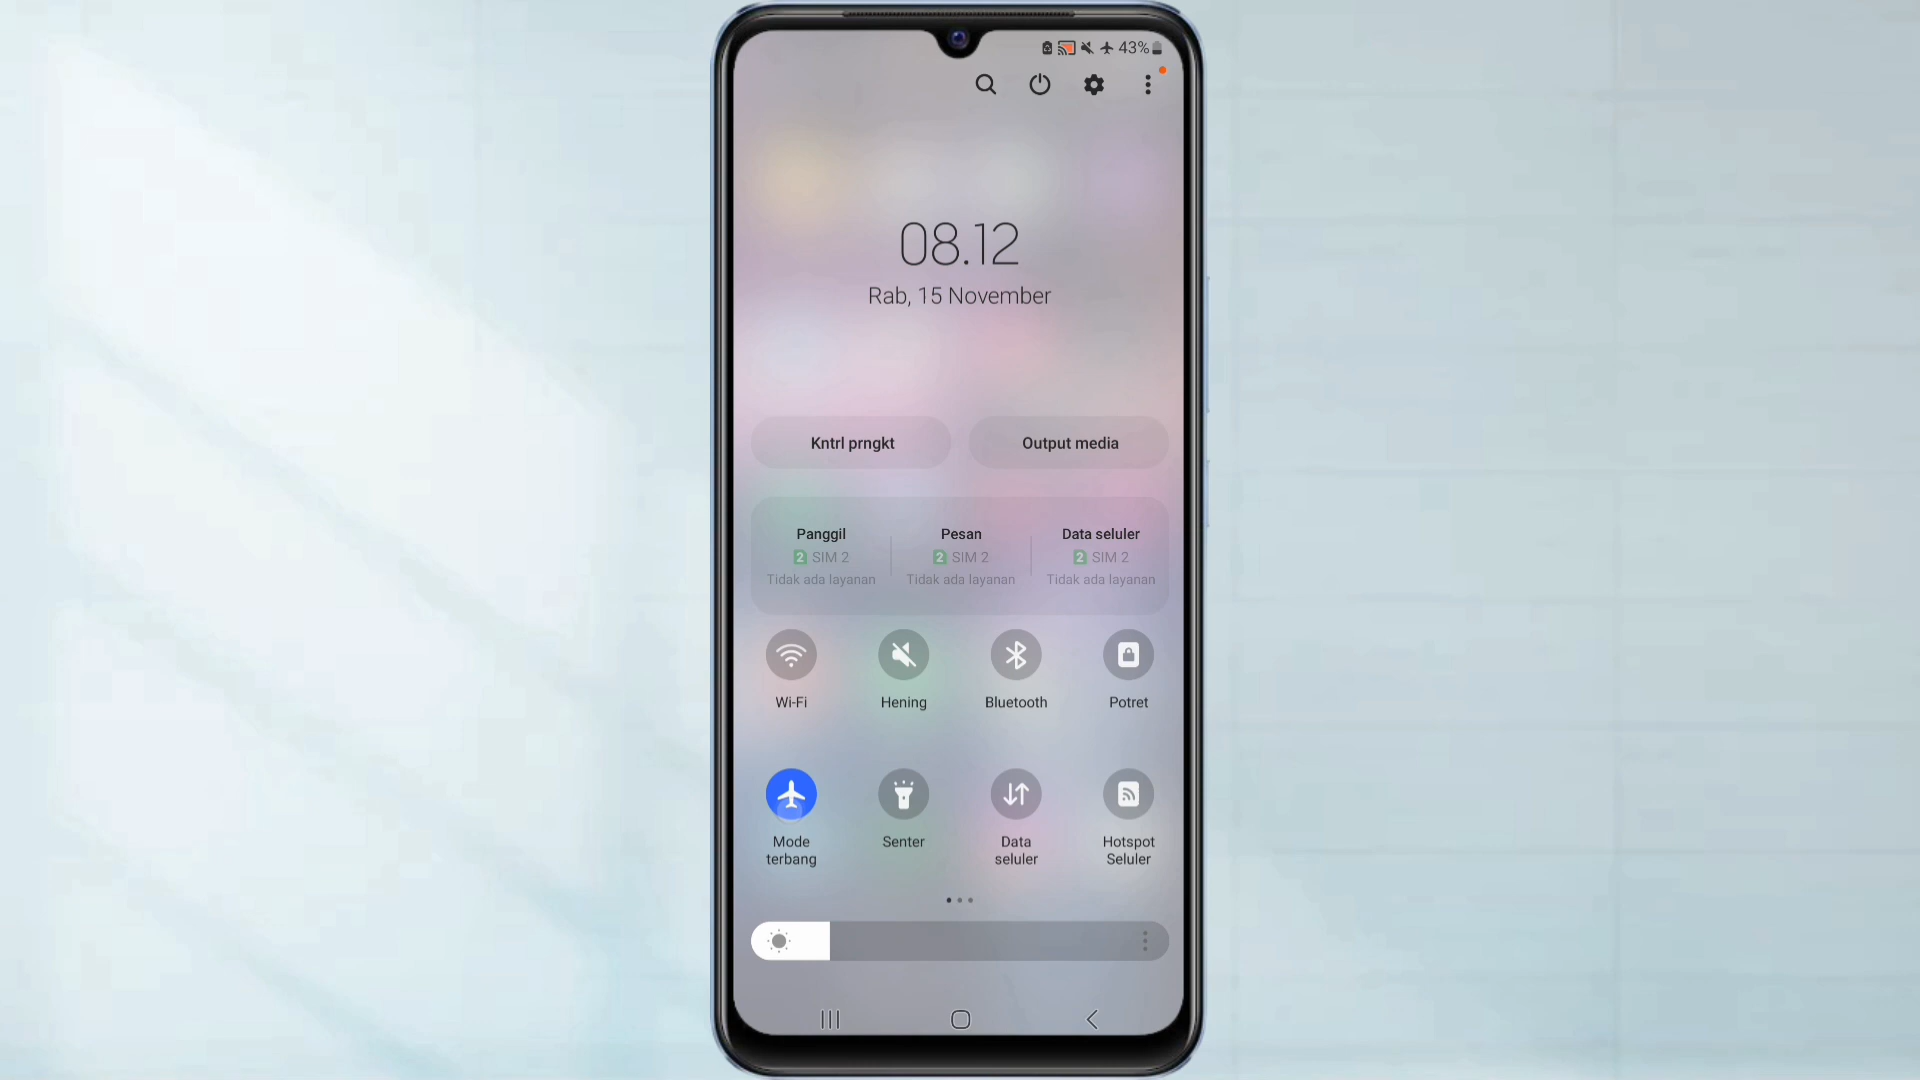 43%
08.12
Rab, 15 November
Kntrl prngkt
Output media
Panggil
Pesan
Data seluler
2 SIM 2
2 SIM 2
2 SIM 2
Tidak ada layanan
Tidak ada layanan
Tidak ada layanan
Wi-Fi
Hening
Bluetooth
Potret
Mode
terbang
Senter
Data
seluler
Hotspot
Seluler